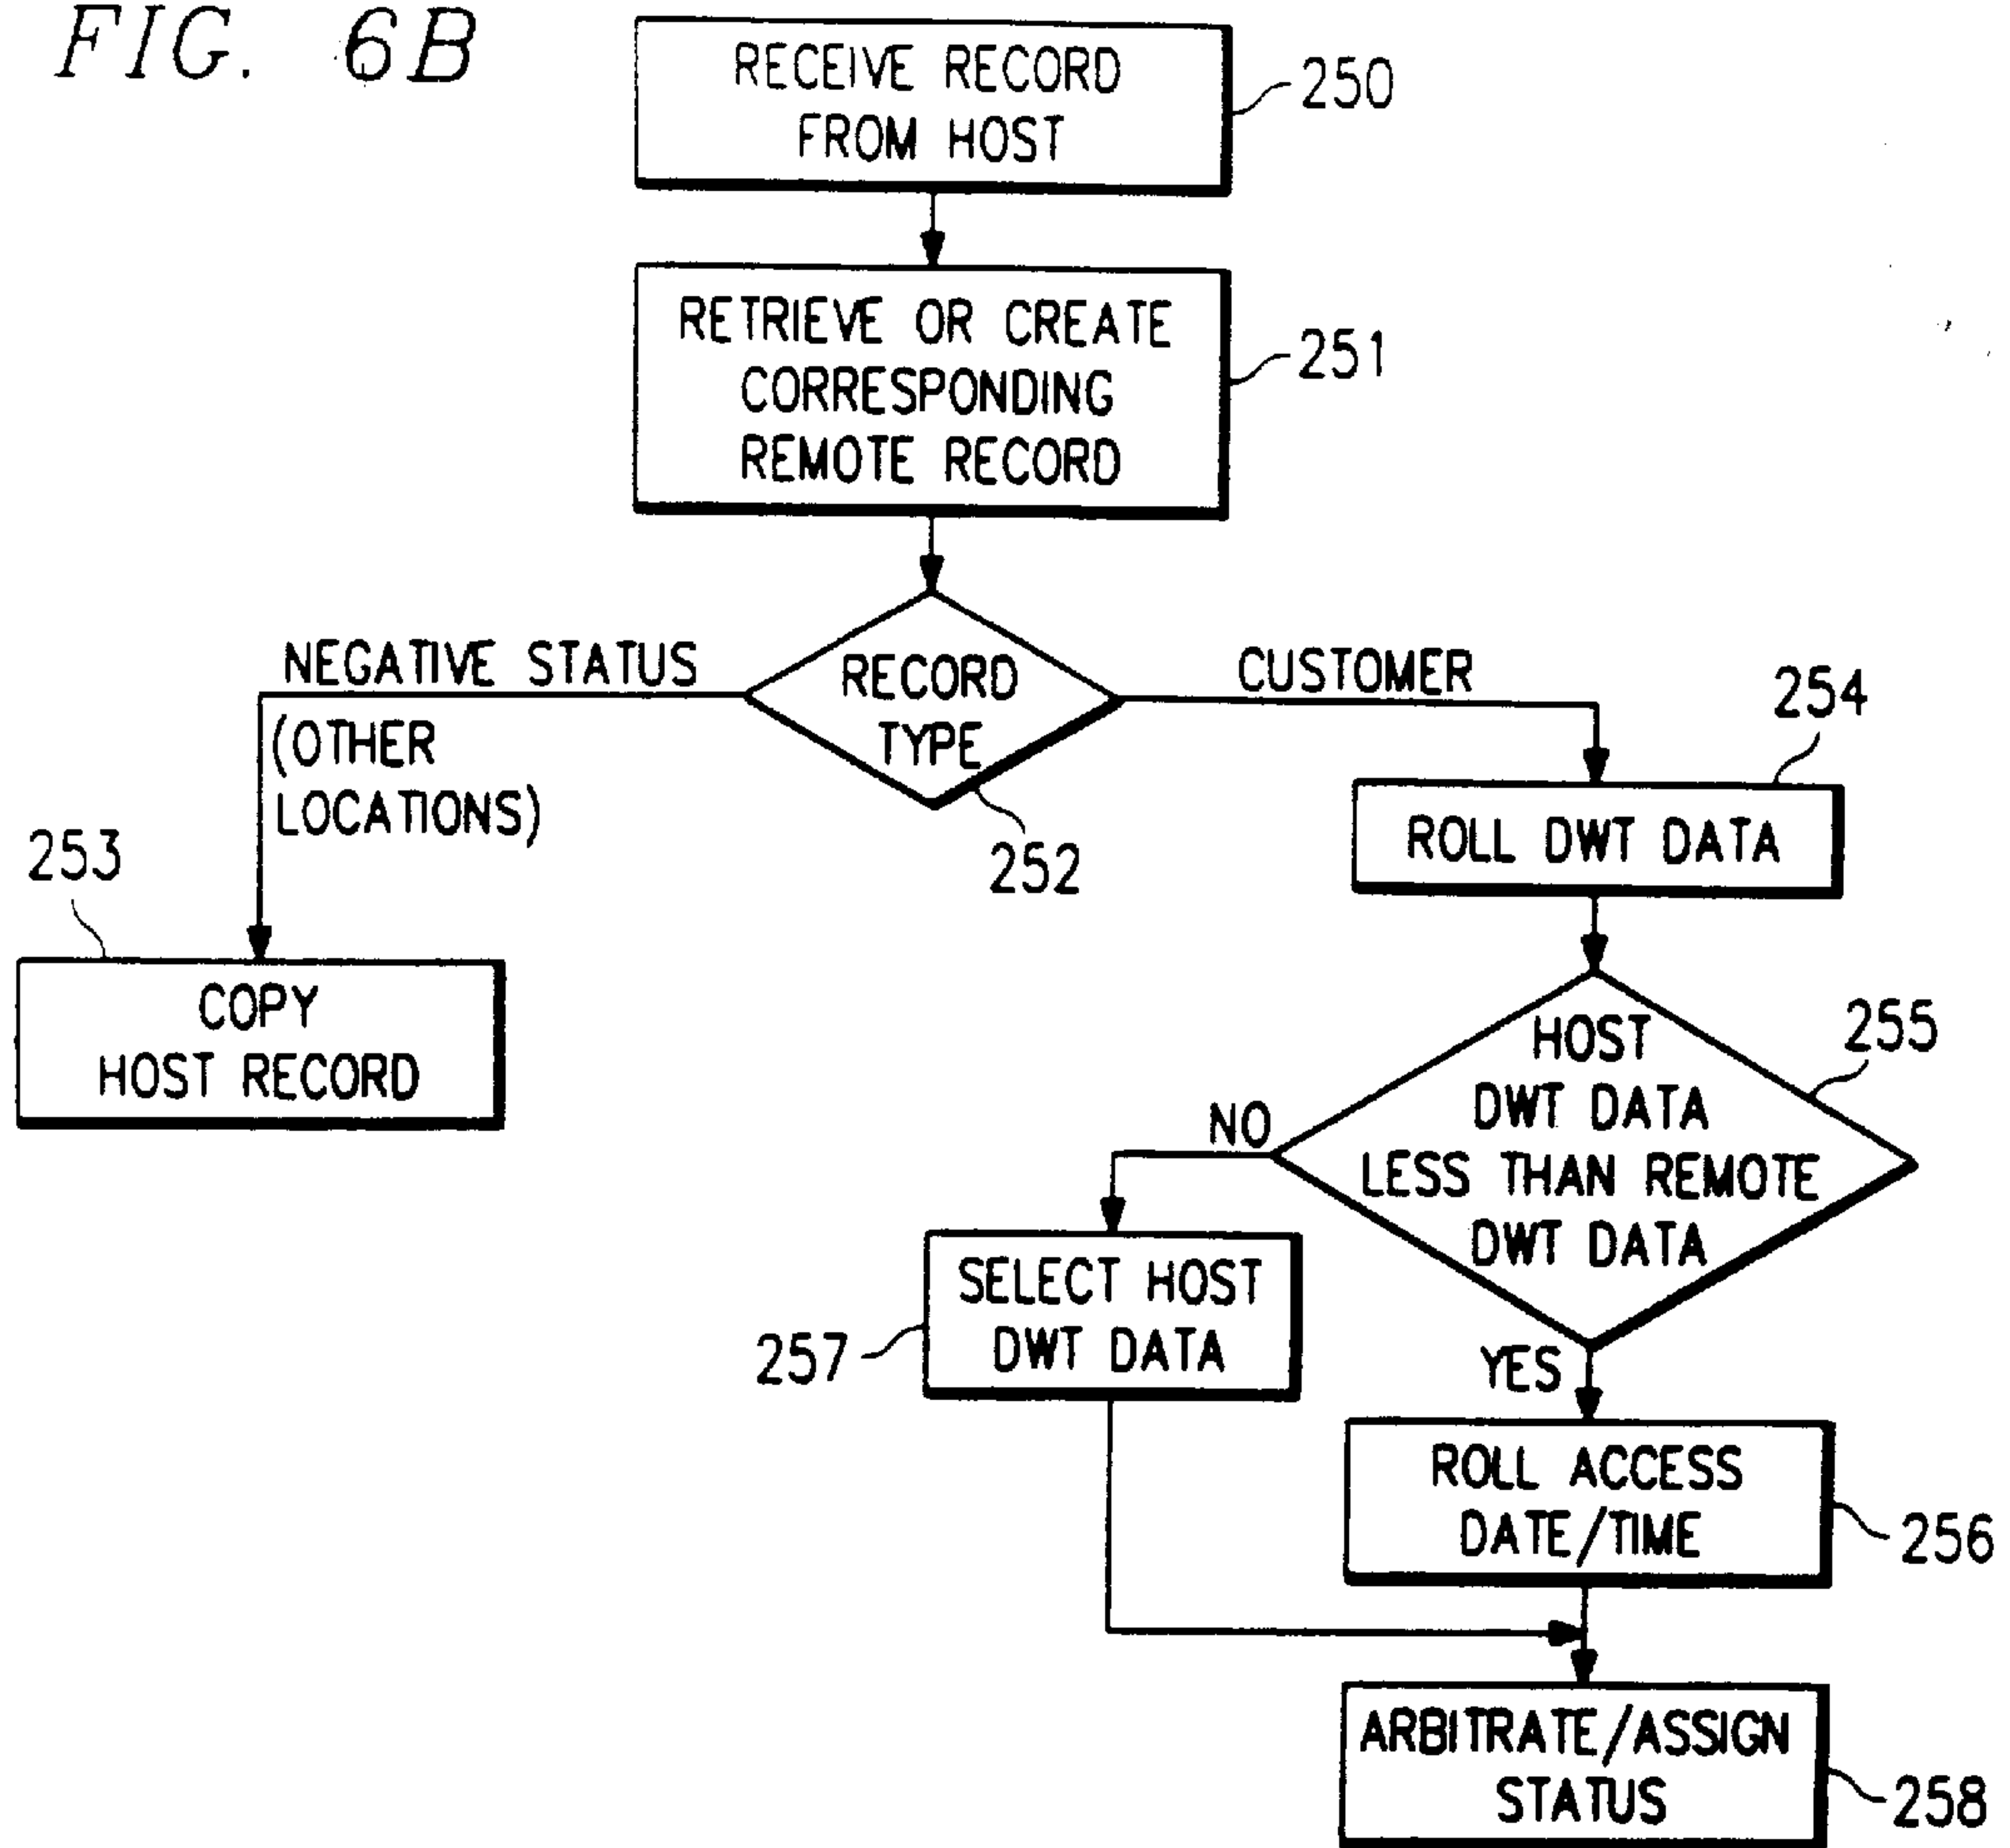 FIG. 6B
RECEIVE RECORD
FROM HOST
250
RETRIEVE OR CREATE
CORRESPONDING
REMOTE RECORD
251
NEGATIVE STATUS
(OTHER
LOCATIONS)
RECORD
TYPE
252
CUSTOMER
253
COPY
HOST RECORD
254
ROLL DWT DATA
HOST
DWT DATA
LESS THAN REMOTE
DWT DATA
255
NO
SELECT HOST
DWT DATA
257
YES
ROLL ACCESS
DATE/TIME
256
ARBITRATE/ASSIGN
STATUS
258